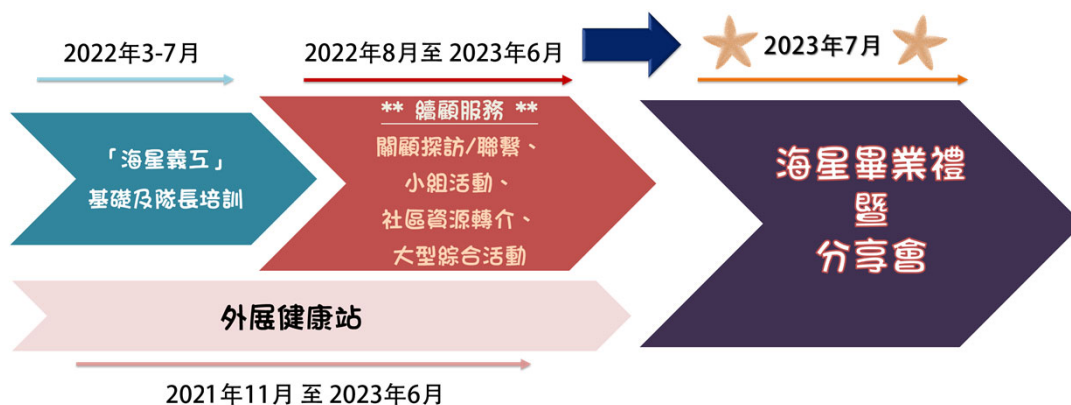 2022年3-7月
「海星義工」
基礎及隊長培訓
2022年8月至 2023年6月
** 續顧服務 **
關顧探訪/聯繫、
小組活動、
社區資源轉介、
大型綜合活動
2023年7月
海星畢業禮
暨
分享會
外展健康站
2021年11月 至 2023年6月